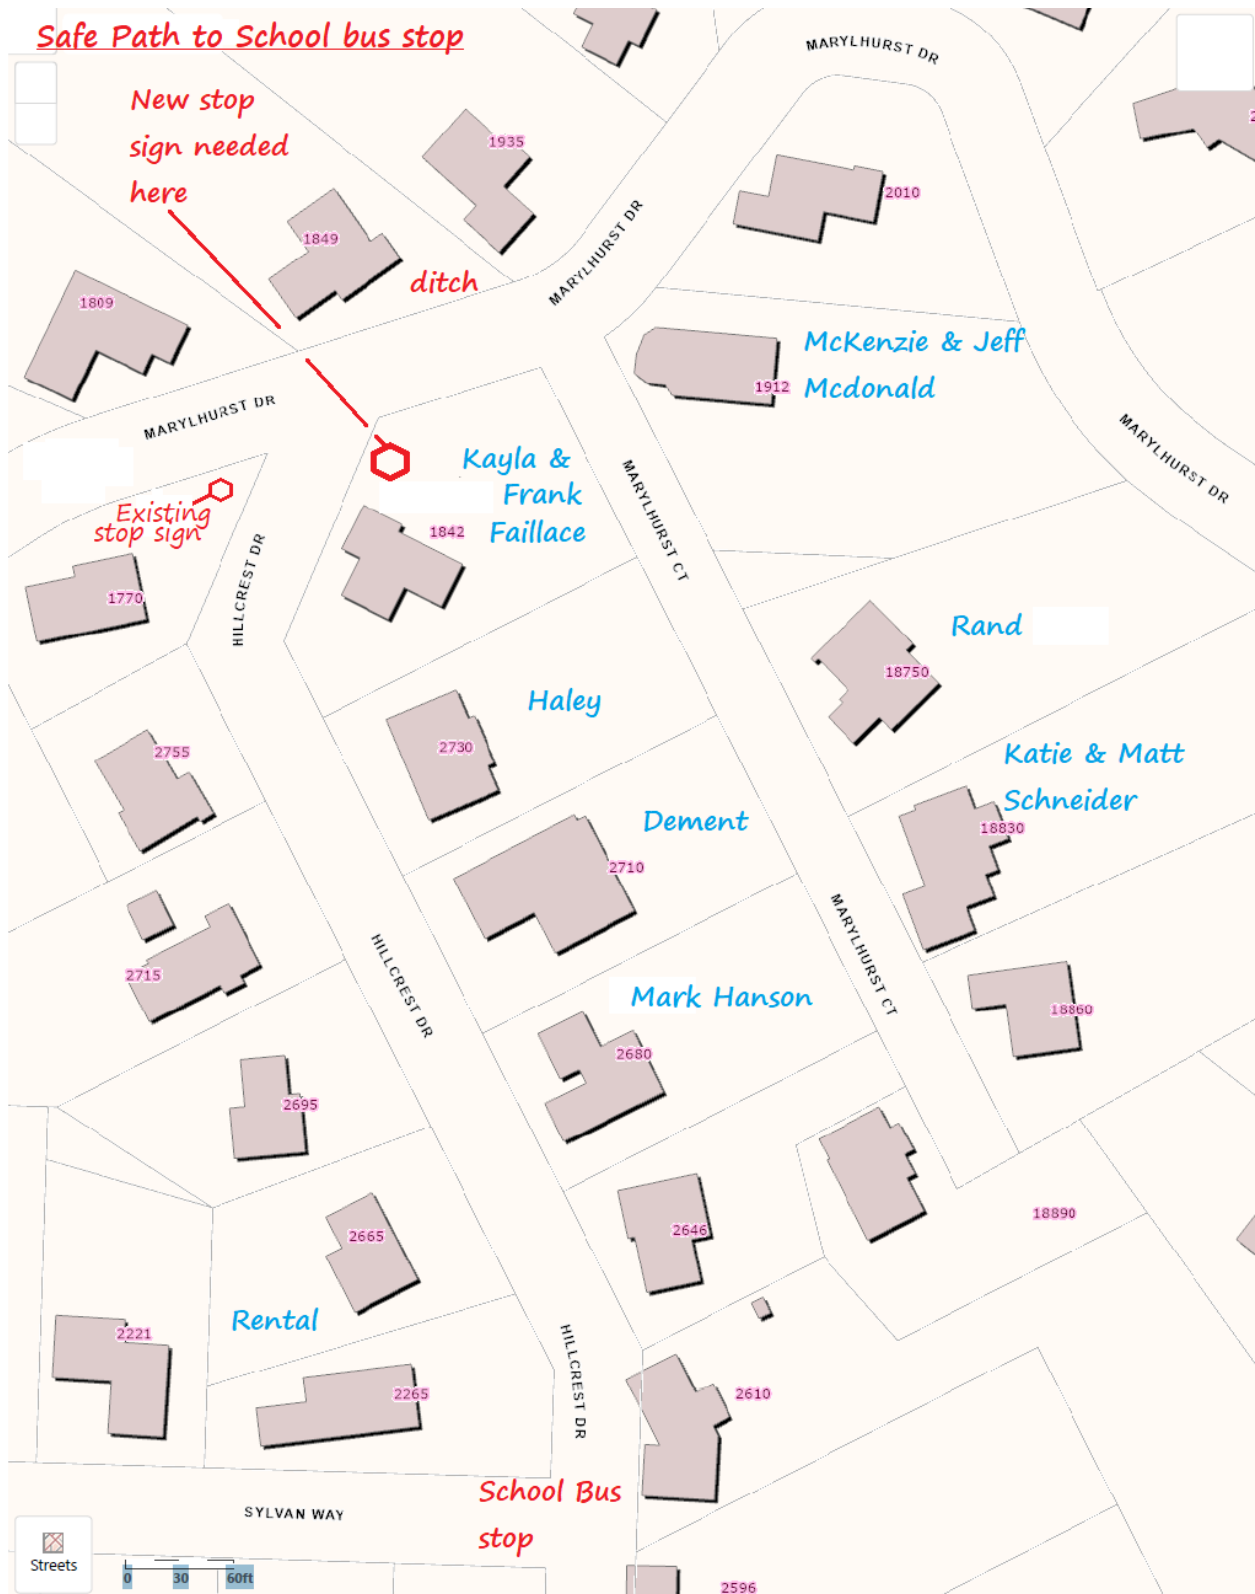 Safe Path to School bus stop
MARYLHURST DR
New stop
sign needed
here
1935
2010
2
1849
MARYLHURST DR
ditch
1809
McKenzie & Jeff
Mcdonald
1912
MARYLHURST DR
MARYLHURST DR
Kayla &
Frank
Faillace
1842
MARYLHURST CT
Existing
stop sign
HILLCREST DR
1770
Rand
18750
Haley
2730
2755
Katie & Matt
Schneider
18830
Dement
2710
MARYLHURST CT
HILLCREST DR
2715
Mark Hanson
18860
2680
2695
18890
2646
2665
Rental
2221
HILLCREST DR
2265
2610
School Bus
stop
SYLVAN WAY
Streets
0 30 60ft
2596